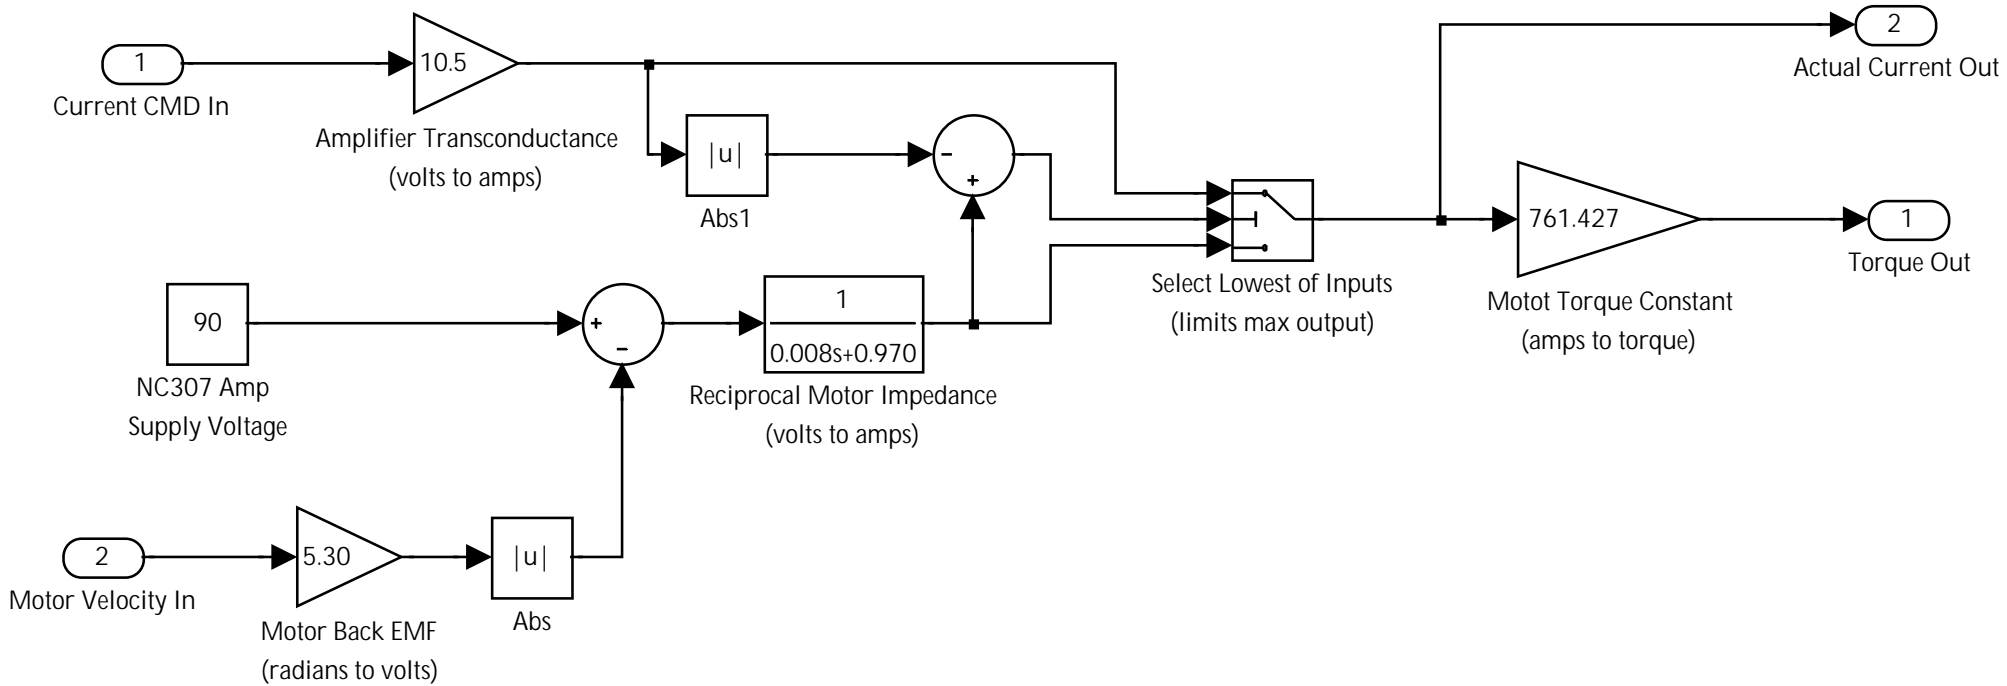 2
Actual Current Out
1
Current CMD In
10.5
Amplifier Transconductance
(volts to amps)
|u|
Abs1
-
+
Select Lowest of Inputs
(limits max output)
761.427
Motot Torque Constant
(amps to torque)
1
Torque Out
90
NC307 Amp
Supply Voltage
+
-
1
0.008s+0.970
Reciprocal Motor Impedance
(volts to amps)
2
Motor Velocity In
5.30
Motor Back EMF
(radians to volts)
|u|
Abs